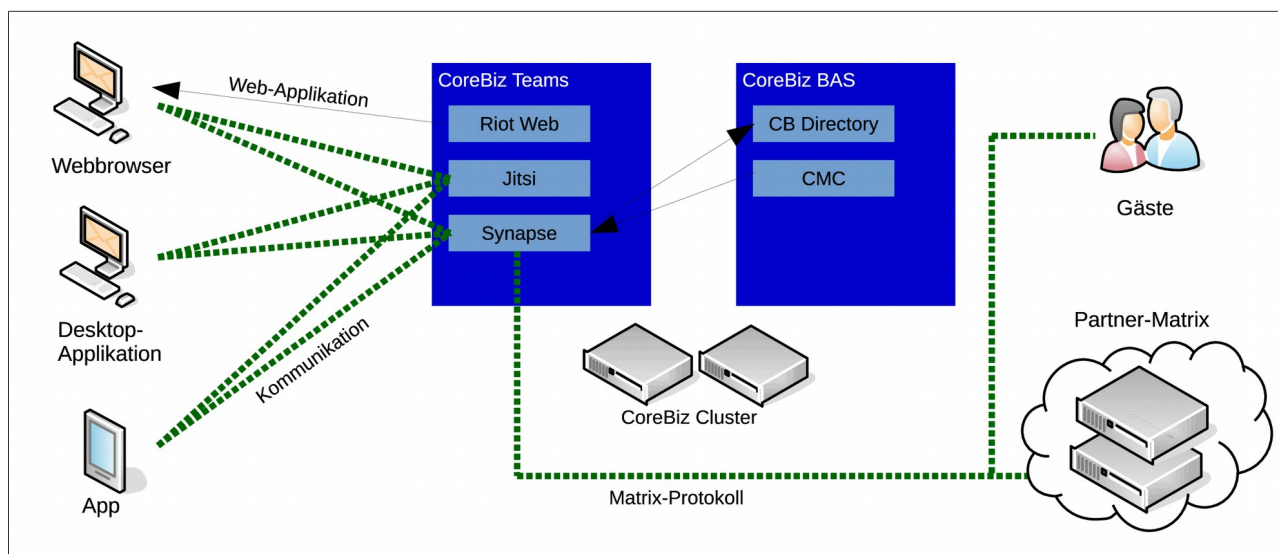 CoreBiz Teams
CoreBiz BAS
Web-Applikation
Riot Web
CB Directory
Webbrowser
Jitsi
CMC
Synapse
Gäste
Desktop-
Applikation
Kommunikation
Partner-Matrix
CoreBiz Cluster
App
Matrix-Protokoll